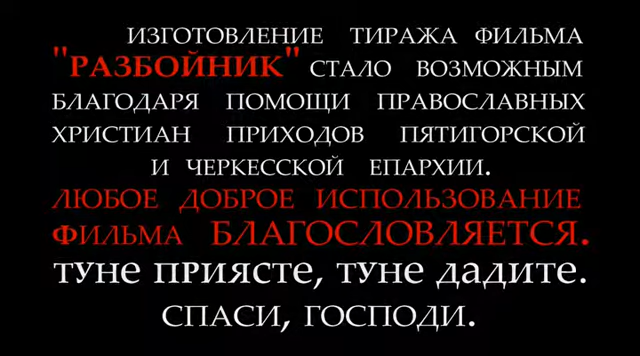 ИЗГОТОВЛЕНИЕ ТИРАЖА ФИЛЬМА
"РАЗБОЙНИК" СТАЛО ВОЗМОЖНЫМ
БЛАГОДАРЯ ПОМОЩИ ПРАВОСЛАВНЫХ
ХРИСТИАН ПРИХОДОВ ПЯТИГОРСКОЙ
И ЧЕРКЕССКОЙ ЕПАРХИИ.
ЛЮБОЕ ДОБРОЕ ИСПОЛЬЗОВАНИЕ
ФИЛЬМА БЛАГОСЛОВЛЯЕТСЯ.
туне приясте, туне дадите.
СПАСИ, ГОСПОДИ.